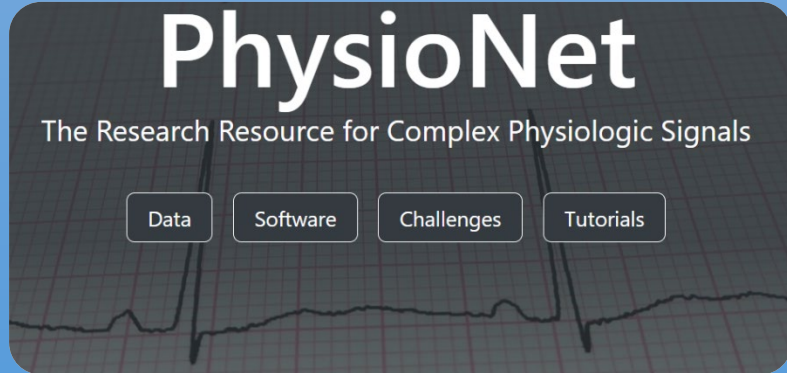 PhysioNet
The Research Resource for Complex Physiologic Signals
Data Software Challenges Tutorials